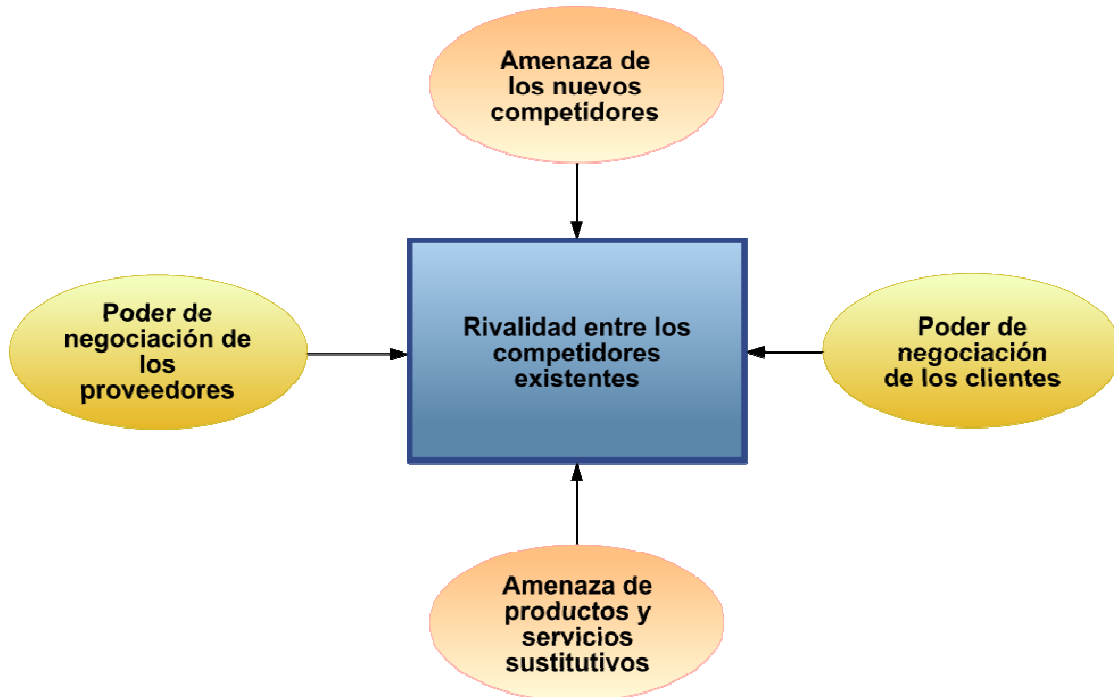 Amenaza de
los nuevos
competidores
Poder de
negociación de
los
proveedores
Rivalidad entre los
competidores
existentes
Poder de
negociación
de los clientes
Amenaza de
productos y
servicios
sustitutivos